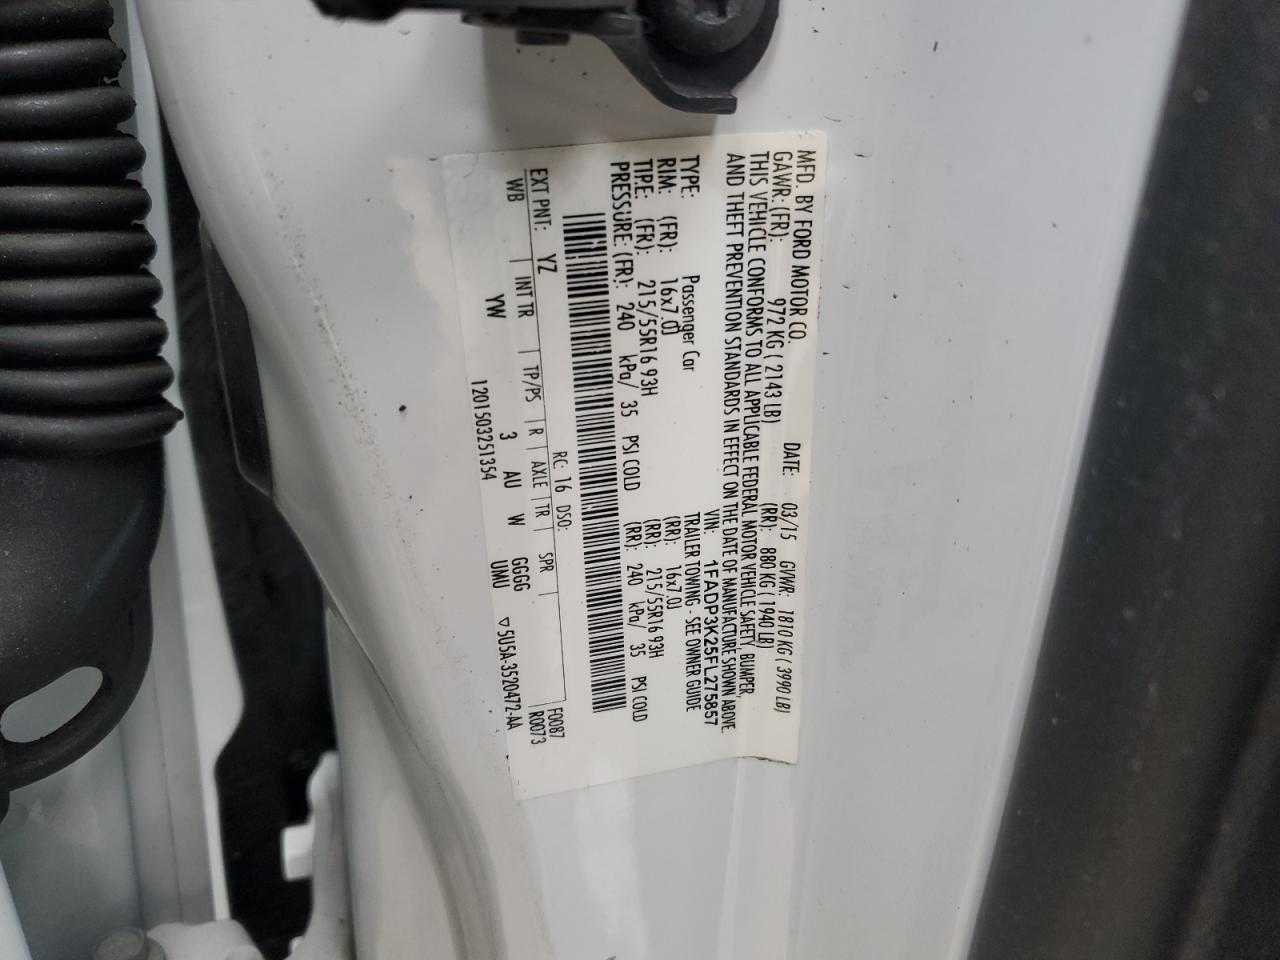 MFD. BY FORD MOTOR CO. DATE: 03/15 GVWR: 1810 KG ( 3990 LB)
GAWR: (FR): 972 KG ( 2143 LB) (RR): 880 KG ( 1940 LB)
THIS VEHICLE CONFORMS TO ALL APPLICABLE FEDERAL MOTOR VEHICLE SAFETY, BUMPER,
AND THEFT PREVENTION STANDARDS IN EFFECT ON THE DATE OF MANUFACTURE SHOWN ABOVE.
VIN: 1FADP3K25FL275857
TYPE: Passenger Car TRAILER TOWING - SEE OWNER GUIDE
RIM: (FR): 16x7.0J (RR): 16x7.0J
TIRE: (FR): 215/55R16 93H (RR): 215/55R16 93H
PRESSURE: (FR): 240 kPa/ 35 PSI COLD (RR): 240 kPa/ 35 PSI COLD
EXT PNT: YZ RC: 16 DSO: F0087
WB INT TR TP/PS R AXLE TR SPR R0073
YW 3 AU W GGGG
UMU
1201503251354 ▽5U5A-3520472-AA